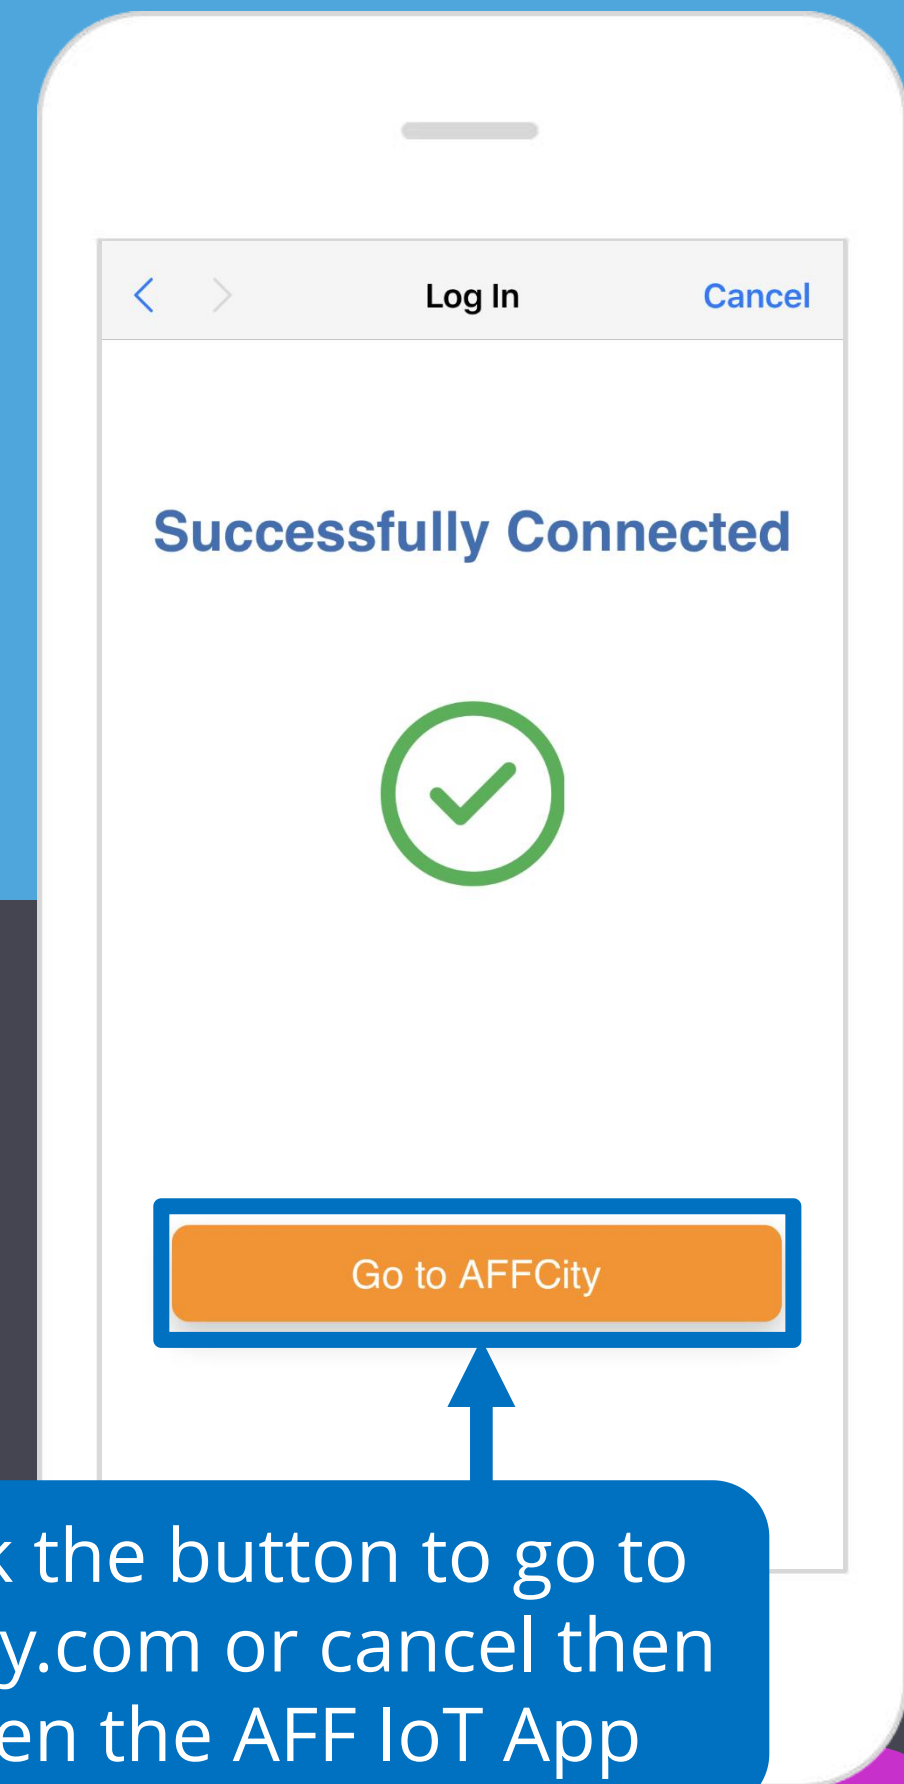 Log In Cancel
Successfully Connected
Go to AFFCity
the button to go to
.com or cancel then
the AFF IoT App